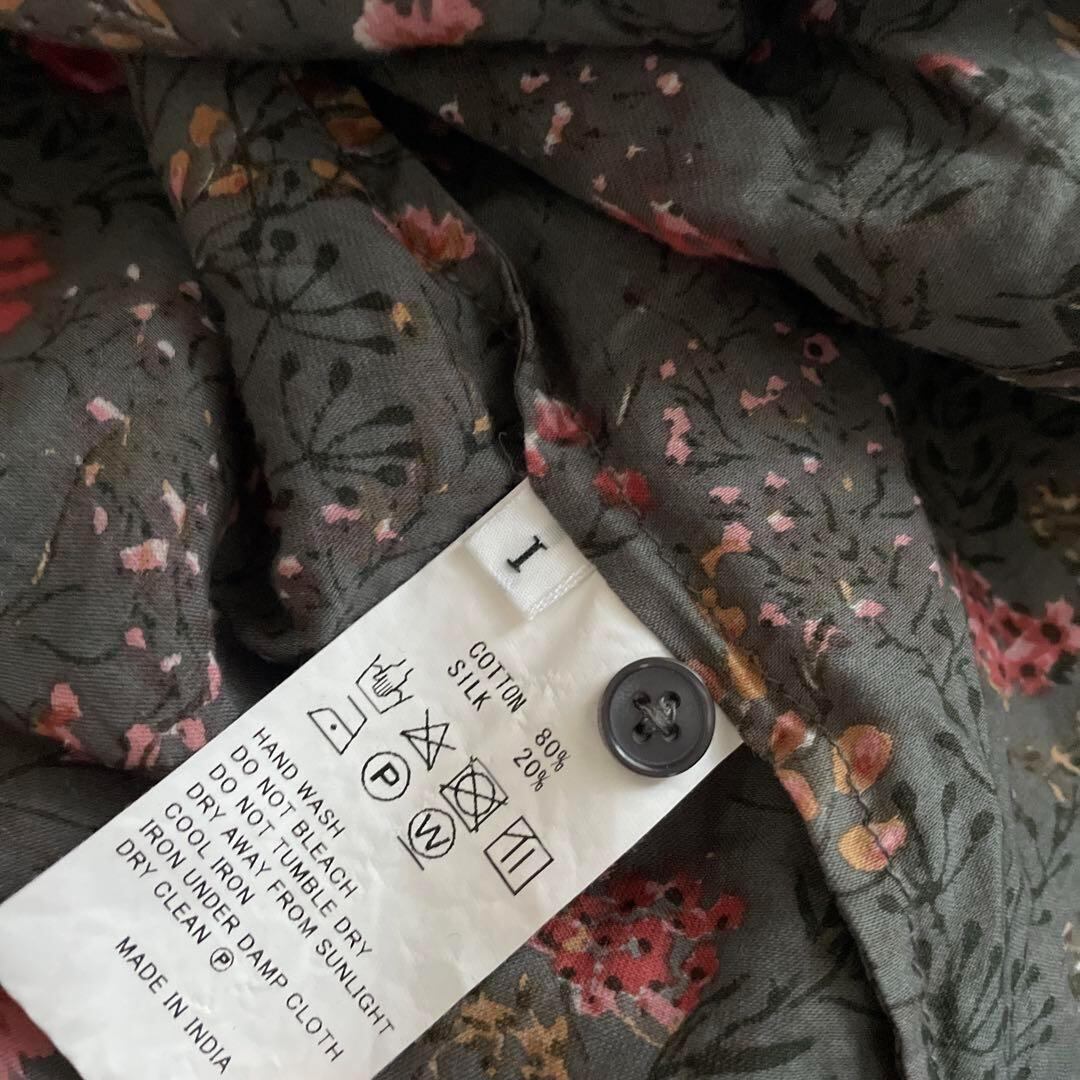 I
COTTON 80%
SILK 20%
P
W
HAND WASH
DO NOT BLEACH
DO NOT TUMBLE DRY
DRY AWAY FROM SUNLIGHT
COOL IRON
IRON UNDER DAMP CLOTH
DRY CLEAN Ⓟ
MADE IN INDIA